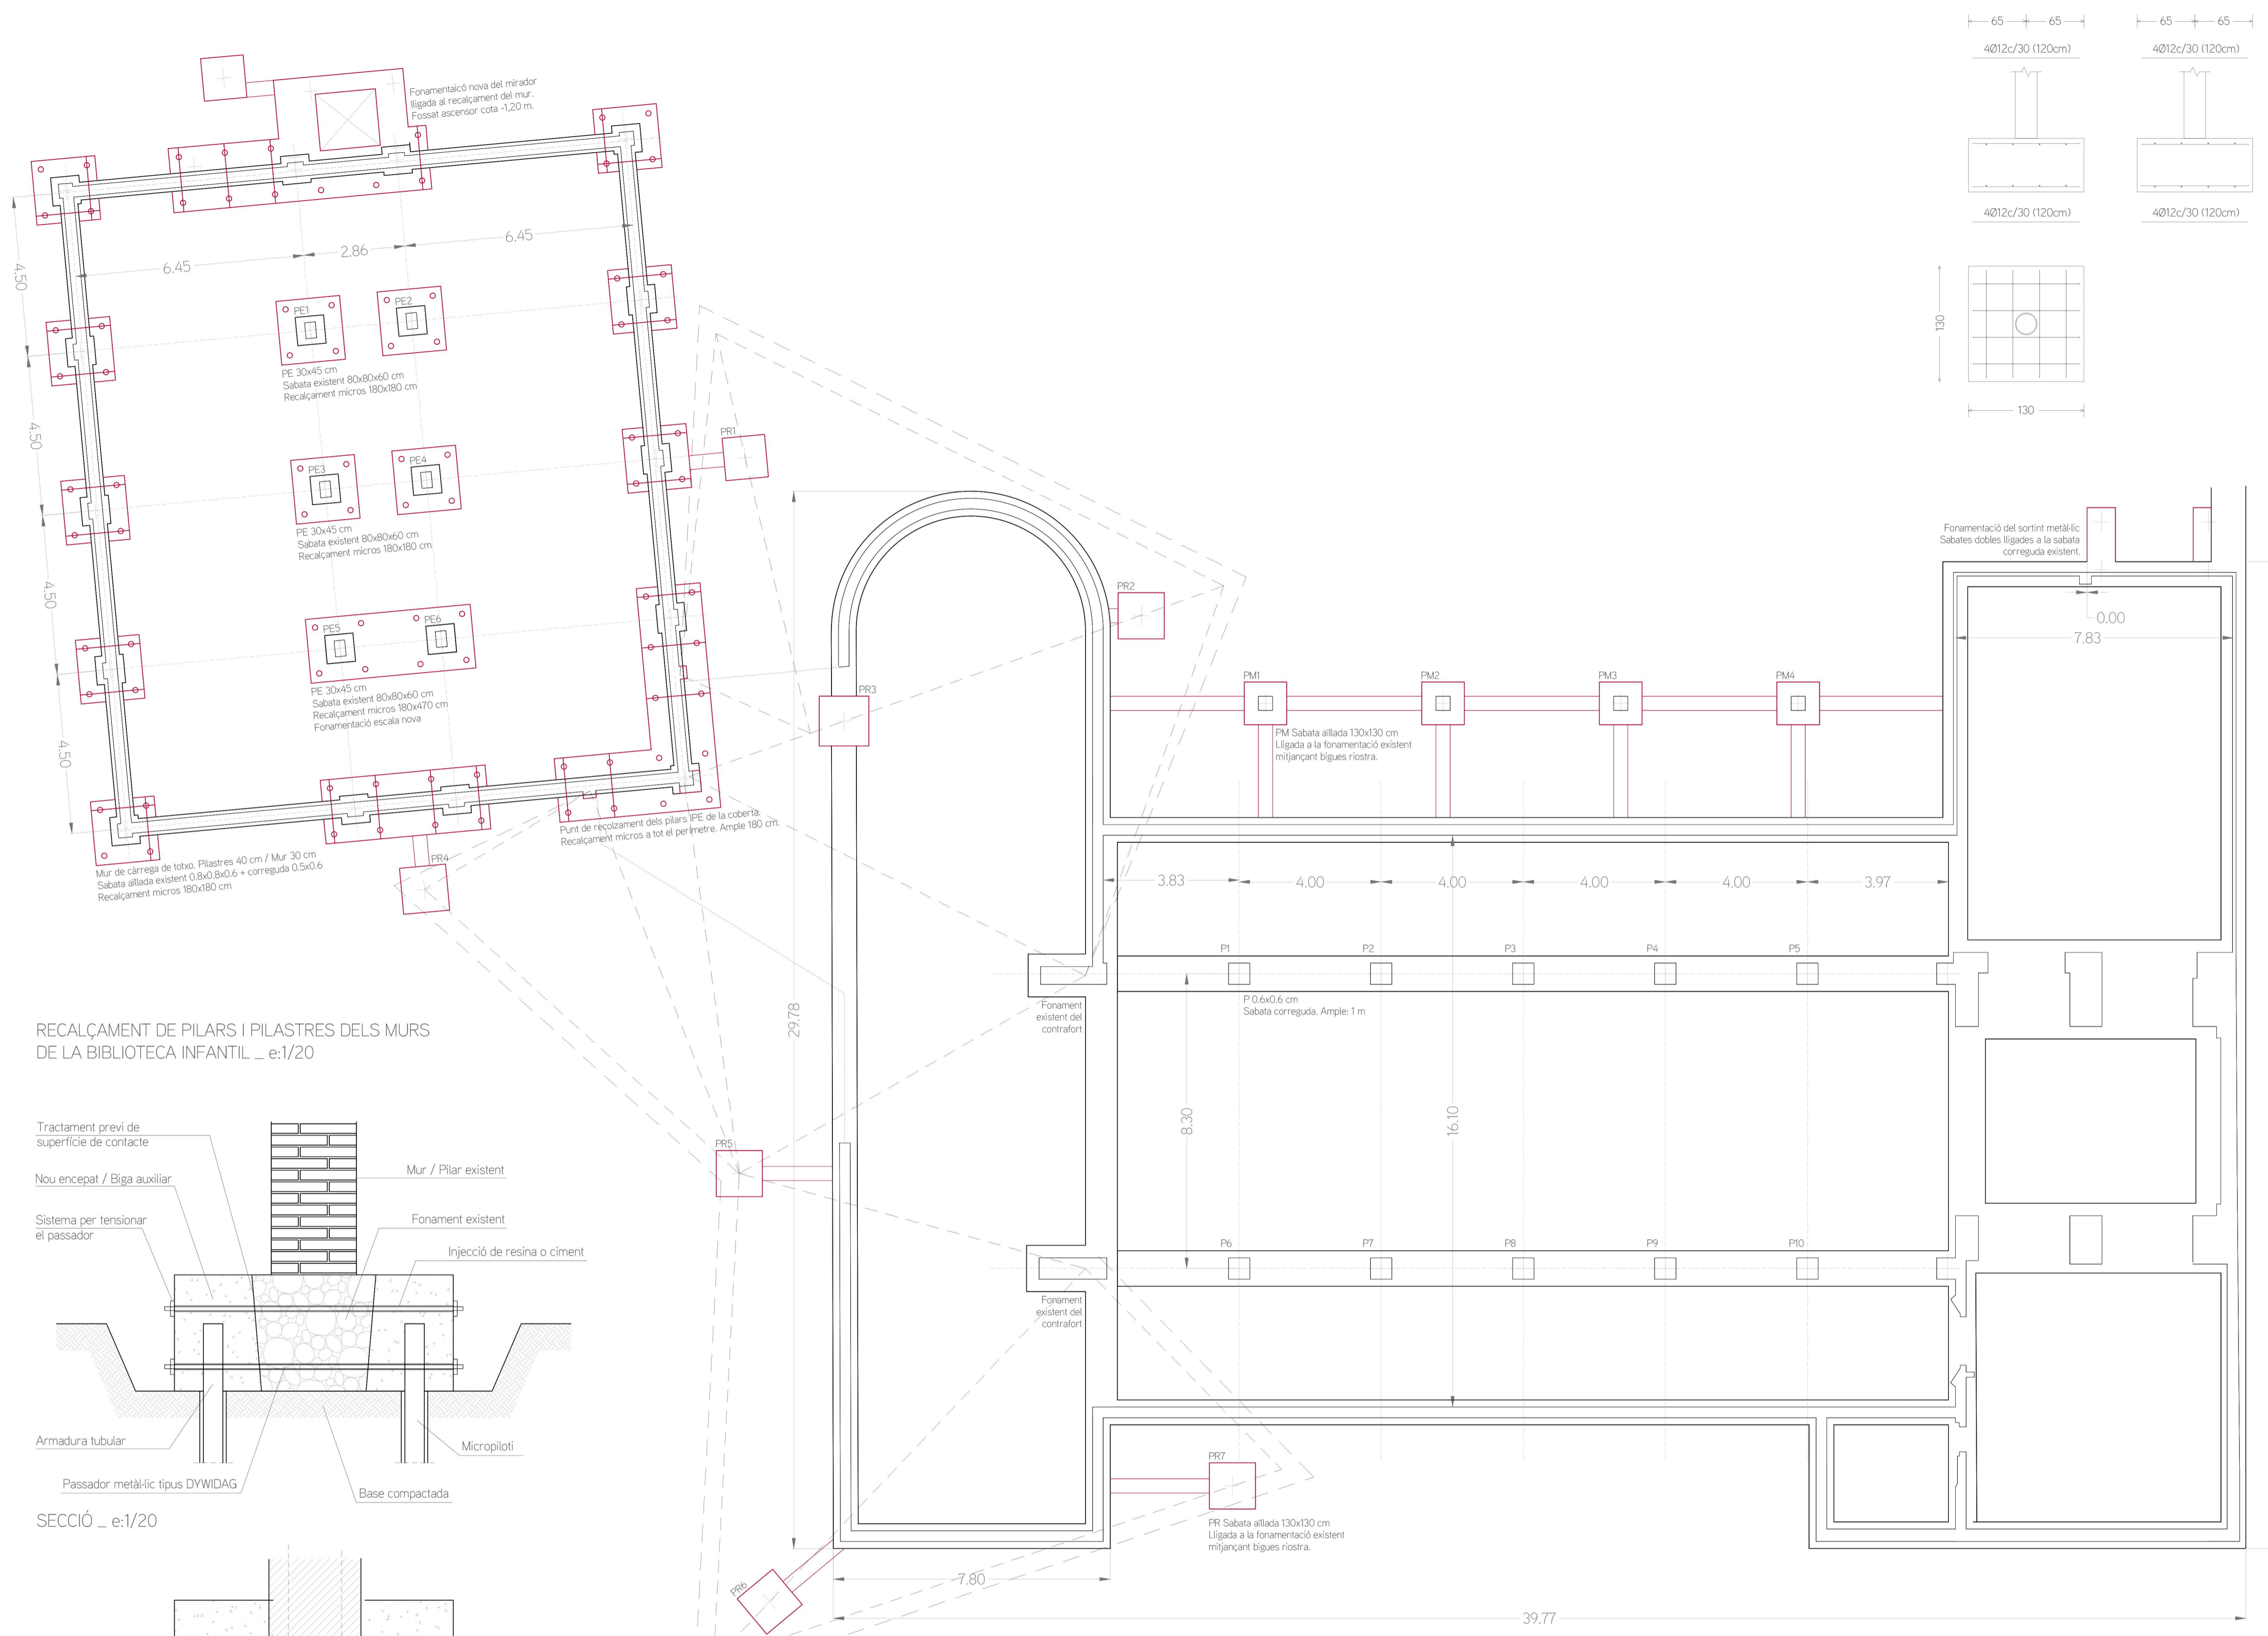 65
65
65
65
4Ø12c/30 (120cm)
4Ø12c/30 (120cm)
4Ø12c/30 (120cm)
4Ø12c/30 (120cm)
130
130
Fonamentaició nova del mirador
lligada al recalçament del mur.
Fossat ascensor cota -1,20 m.
6.45
2.86
6.45
4.50
4.50
4.50
4.50
PE1
PE2
PE 30x45 cm
Sabata existent 80x80x60 cm
Recalçament micros 180x180 cm
PE3
PE4
PE 30x45 cm
Sabata existent 80x80x60 cm
Recalçament micros 180x180 cm
PE5
PE6
PE 30x45 cm
Sabata existent 80x80x60 cm
Recalçament micros 180x470 cm
Fonamentació escala nova
PR1
PR2
PR3
PR4
Punt de reçolzament dels pilars IPE de la coberta.
Recalçament micros a tot el perímetre. Ample 180 cm.
Mur de càrrega de totxo. Pilastres 40 cm / Mur 30 cm
Sabata aïllada existent 0.8x0.8x0.6 + correguda 0.5x0.6
Recalçament micros 180x180 cm
Fonamentació del sortint metàl·lic
Sabates dobles lligades a la sabata
correguda existent.
0.00
7.83
PM1
PM2
PM3
PM4
PM Sabata aïllada 130x130 cm
Lligada a la fonamentació existent
mitjançant bigues riostra.
3.83
4.00
4.00
4.00
4.00
3.97
P1
P2
P3
P4
P5
P 0.6x0.6 cm
Sabata correguda. Ample: 1 m
Fonament
existent del
contrafort
29.78
8.30
16.10
PR5
P6
P7
P8
P9
P10
Fonament
existent del
contrafort
PR7
PR Sabata aïllada 130x130 cm
Lligada a la fonamentació existent
mitjançant bigues riostra.
PR6
7.80
39.77
RECALÇAMENT DE PILARS I PILASTRES DELS MURS
DE LA BIBLIOTECA INFANTIL _ e:1/20
Tractament previ de
superfície de contacte
Nou encepat / Biga auxiliar
Sistema per tensionar
el passador
Mur / Pilar existent
Fonament existent
Injecció de resina o ciment
Armadura tubular
Micropiloti
Passador metàl·lic tipus DYWIDAG
Base compactada
SECCIÓ _ e:1/20